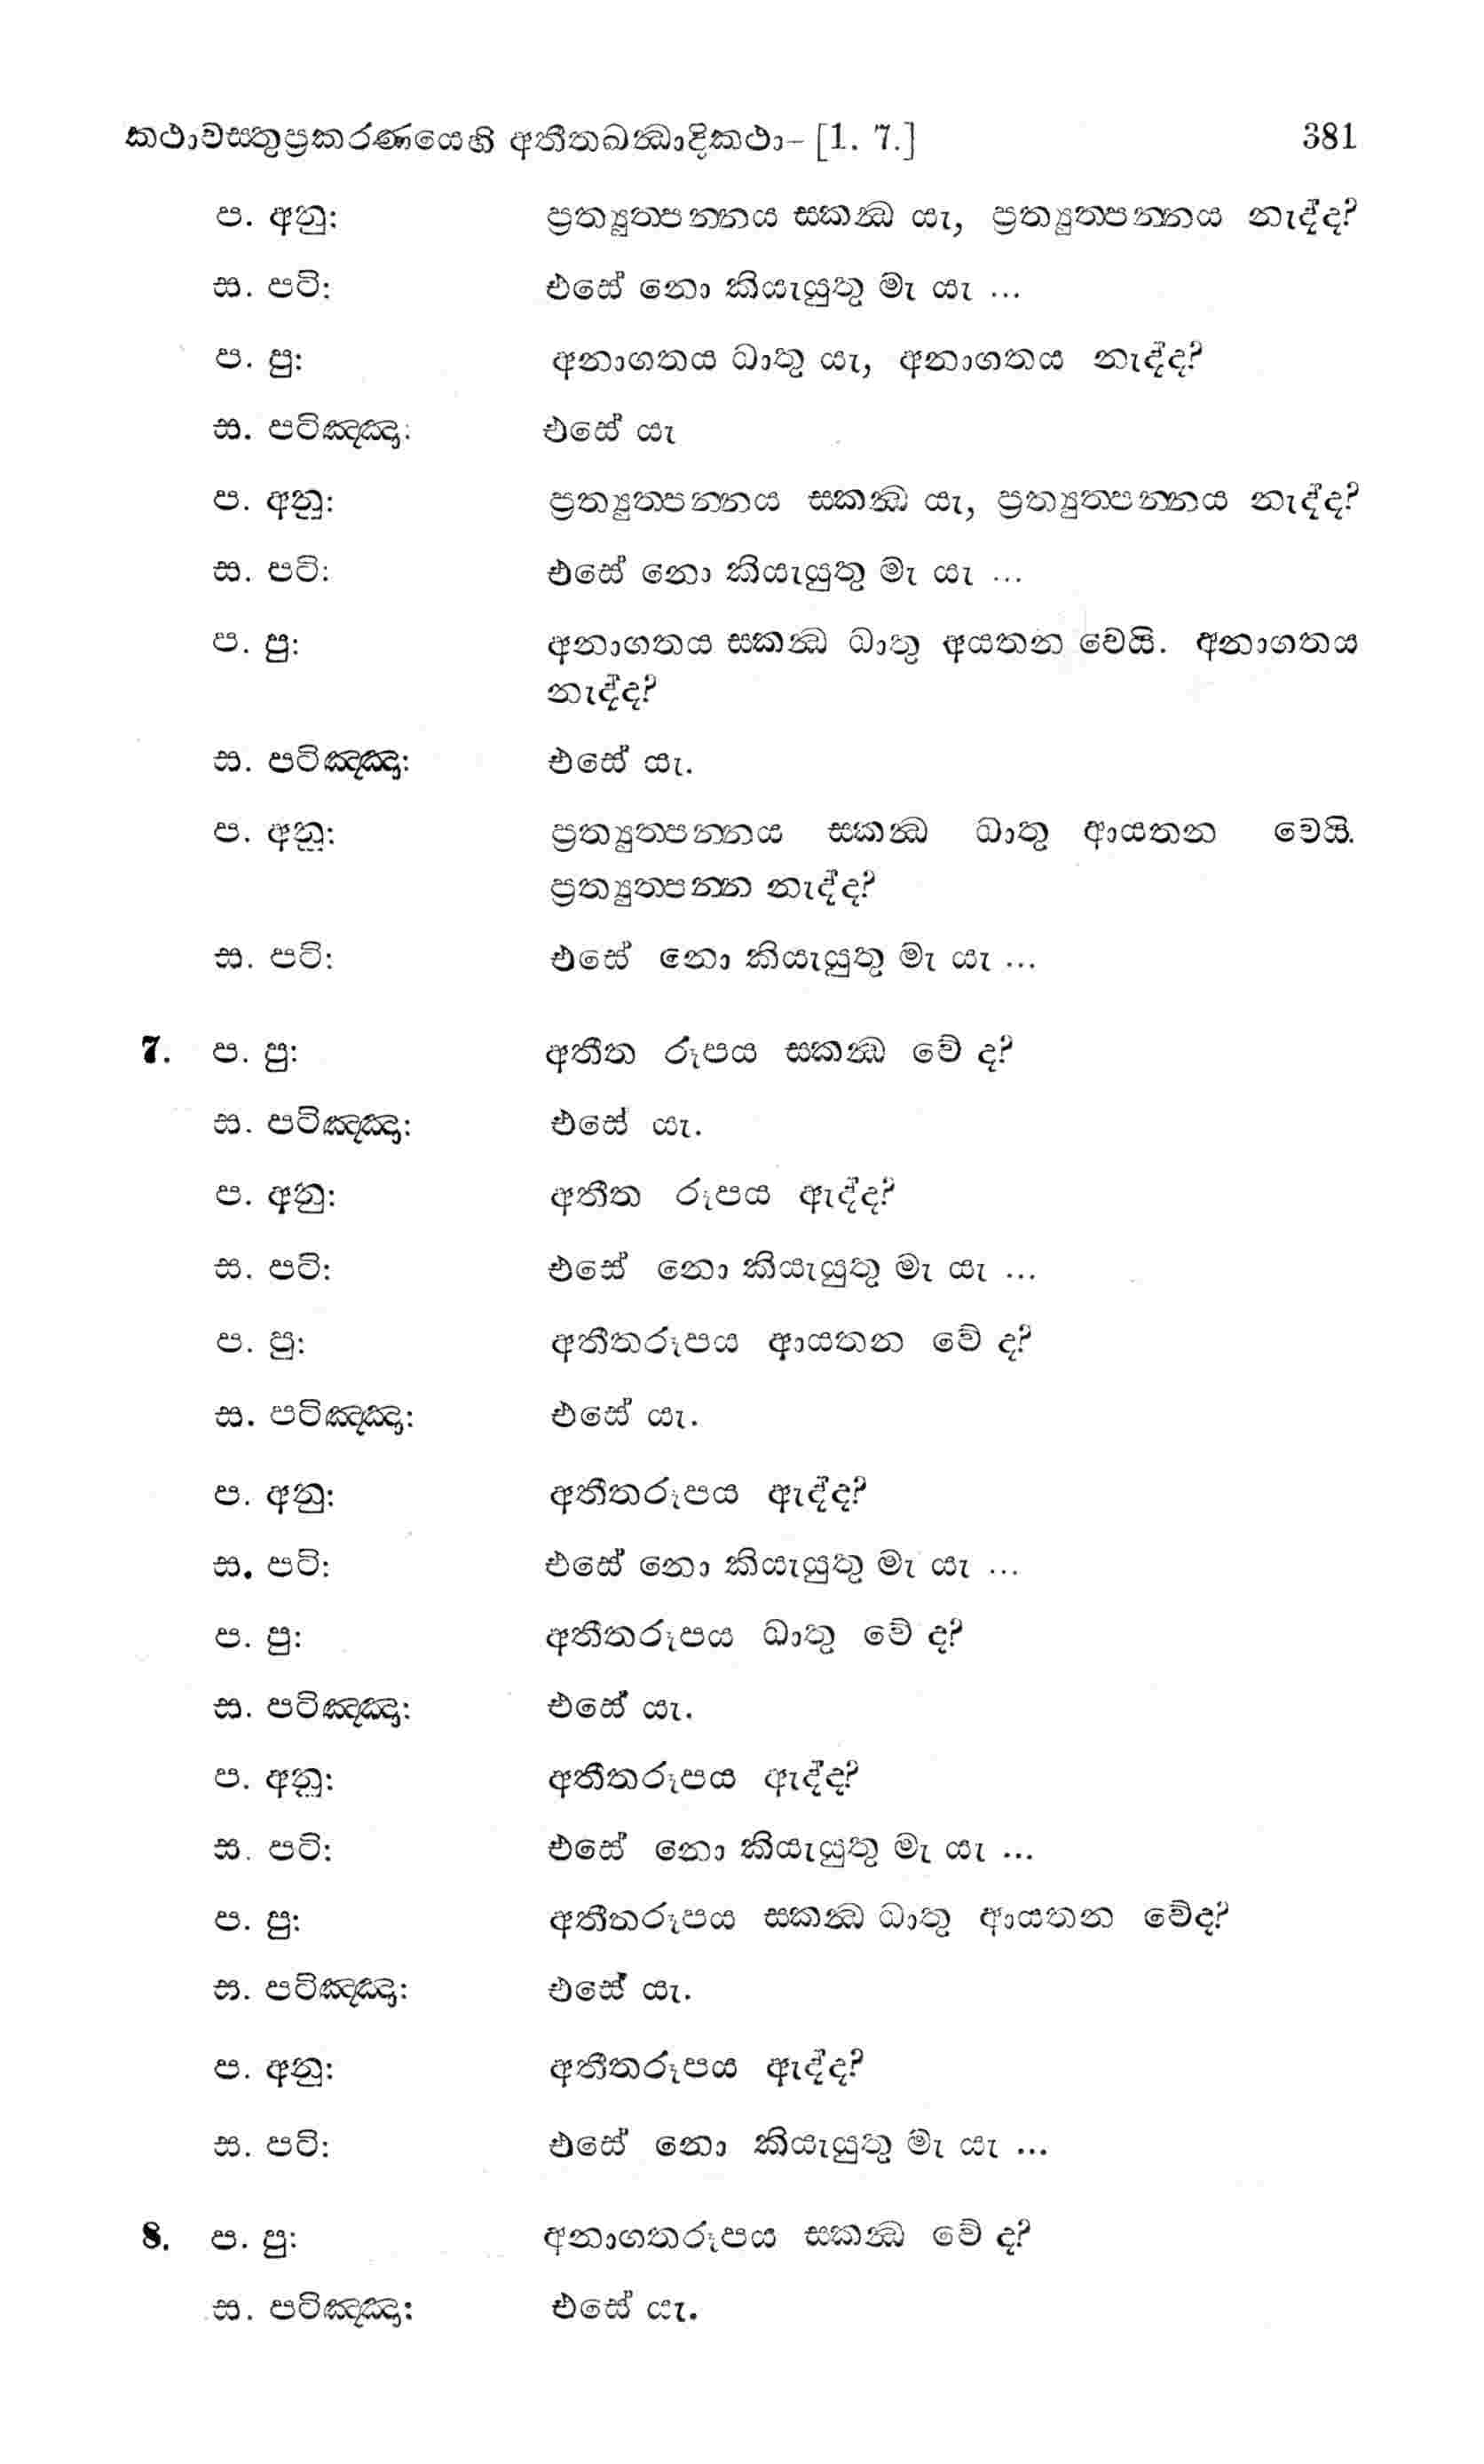 කථාවස්තුප්‍රකරණයෙහි අතීතඛන්ධාදිකථා- [1. 7.] 381
ප. අනු: ප්‍රත්‍යුත්පන්නය ස්කන්ධ යැ, ප්‍රත්‍යුත්පන්නය නැද්ද?
ස. පටි: එසේ නො කියැයුතු මැ යැ ...
ප. පු: අනාගතය ධාතු යැ, අනාගතය නැද්ද?
ස. පටිඤ්ඤා: එසේ යැ
ප. අනු: ප්‍රත්‍යුත්පන්නය ස්කන්ධ යැ, ප්‍රත්‍යුත්පන්නය නැද්ද?
ස. පටි: එසේ නො කියැයුතු මැ යැ ...
ප. පු: අනාගතය ස්කන්ධ ධාතු අයතන වෙයි. අනාගතය
නැද්ද?
ස. පටිඤ්ඤා: එසේ යැ.
ප. අනු: ප්‍රත්‍යුත්පන්නය ස්කන්ධ ධාතු ආයතන වෙයි.
ප්‍රත්‍යුත්පන්න නැද්ද?
ස. පටි: එසේ නො කියැයුතු මැ යැ ...
7. ප. පු: අතීත රූපය ස්කන්ධ වේ ද?
ස. පටිඤ්ඤා: එසේ යැ.
ප. අනු: අතීත රූපය ඇද්ද?
ස. පටි: එසේ නො කියැයුතු මැ යැ ...
ප. පු: අතීතරූපය ආයතන වේ ද?
ස. පටිඤ්ඤා: එසේ යැ.
ප. අනු: අතීතරූපය ඇද්ද?
ස. පටි: එසේ නො කියැයුතු මැ යැ ...
ප. පු: අතීතරූපය ධාතු වේ ද?
ස. පටිඤ්ඤා: එසේ යැ.
ප. අනු: අතීතරූපය ඇද්ද?
ස. පටි: එසේ නො කියැයුතු මැ යැ ...
ප. පු: අතීතරූපය ස්කන්ධ ධාතු ආයතන වේද?
ස. පටිඤ්ඤා: එසේ යැ.
ප. අනු: අතීතරූපය ඇද්ද?
ස. පටි: එසේ නො කියැයුතු මැ යැ ...
8. ප. පු: අනාගතරූපය ස්කන්ධ වේ ද?
ස. පටිඤ්ඤා: එසේ යැ.